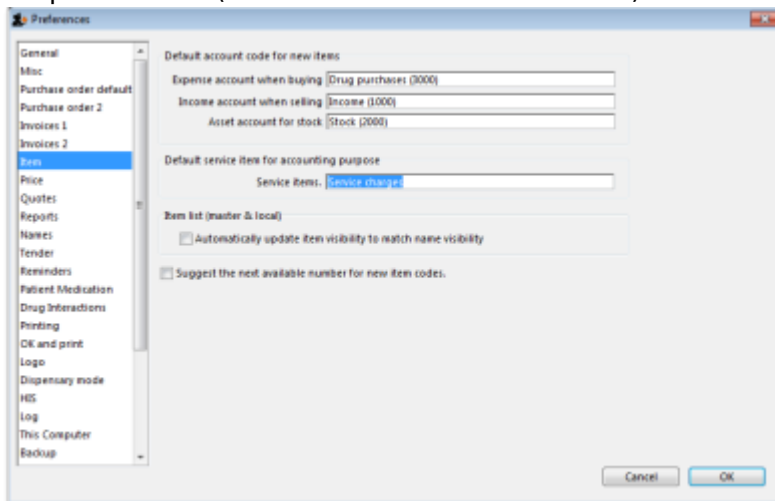 Preferences
General
Misc
Purchase order default
Purchase order 2
Invoices 1
Invoices 2
Item
Price
Quotes
Reports
Names
Tender
Reminders
Patient Medication
Drug Interactions
Printing
OK and print
Logo
Dispensary mode
HIS
Log
This Computer
Backup
Default account code for new items
Expense account when buying Drug purchases (3000)
Income account when selling Income (1000)
Asset account for stock Stock (2000)
Default service item for accounting purpose
Service items. Service charges
Item list (master & local)
Automatically update item visibility to match name visibility
Suggest the next available number for new item codes.
Cancel OK